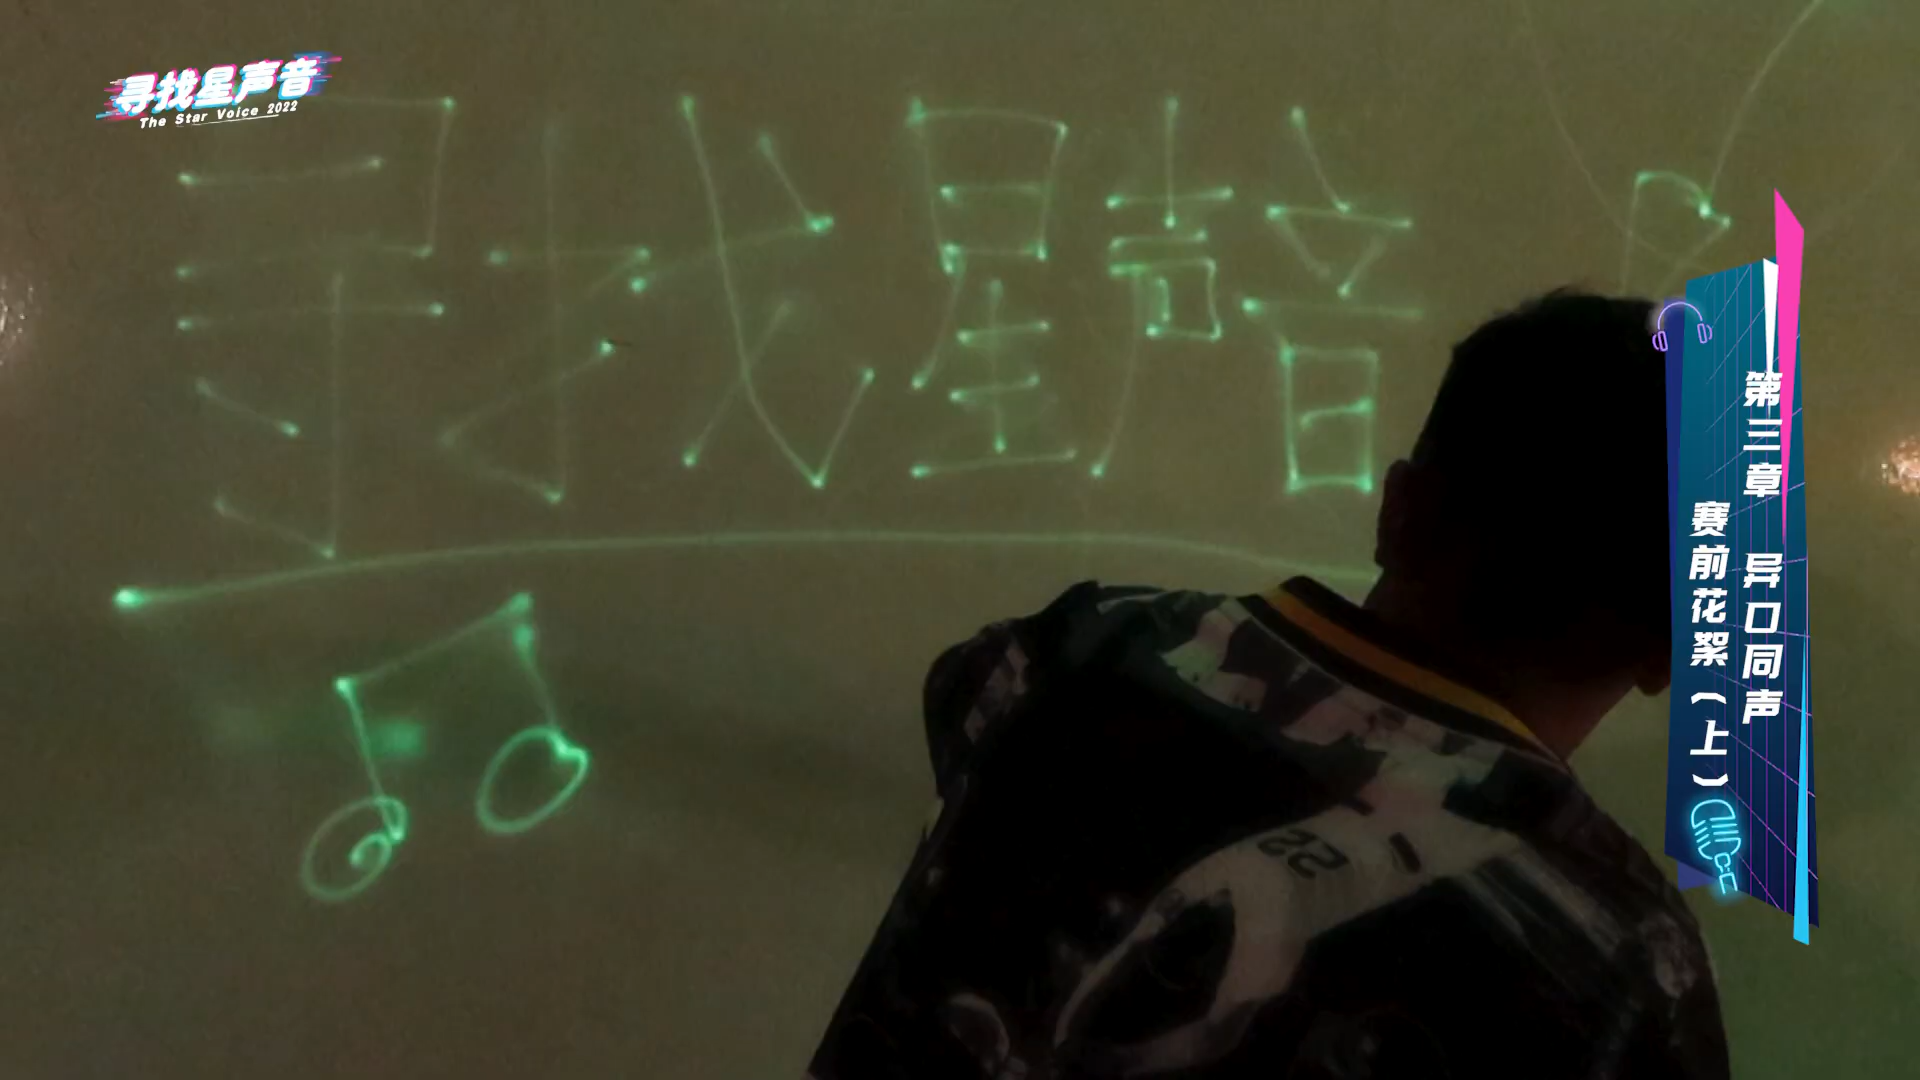 寻找星声音
The Star Voice 2022
寻找星声音
第三章 异口同声
赛前花絮（上）
22